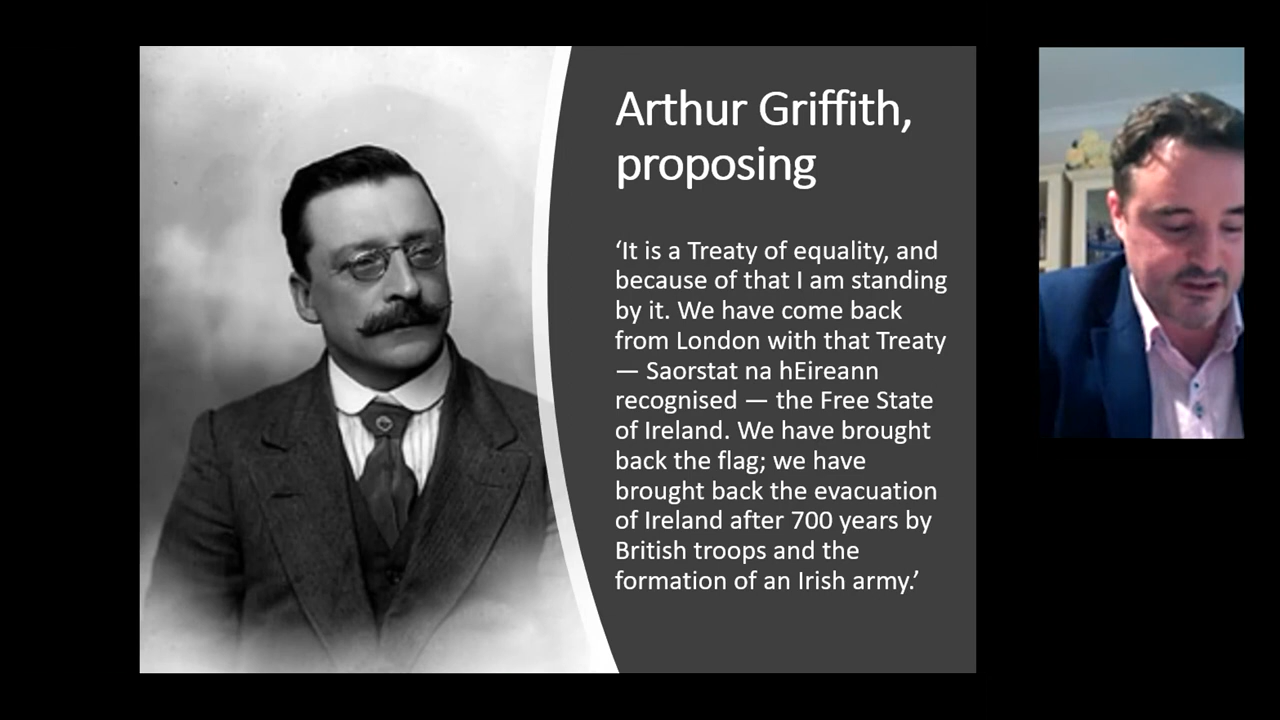 Arthur Griffith,
proposing
‘It is a Treaty of equality, and
because of that I am standing
by it. We have come back
from London with that Treaty
— Saorstat na hEireann
recognised — the Free State
of Ireland. We have brought
back the flag; we have
brought back the evacuation
of Ireland after 700 years by
British troops and the
formation of an Irish army.’